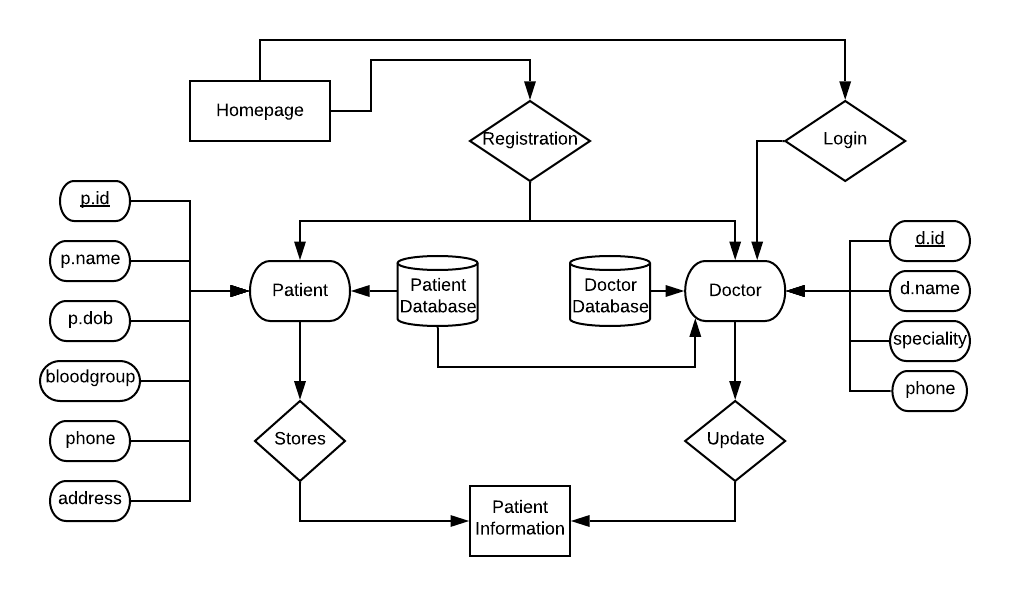 Homepage
Registration
Login
p.id
p.name
p.dob
bloodgroup
phone
address
Patient
Patient
Database
Doctor
Database
Doctor
d.id
d.name
speciality
phone
Stores
Update
Patient
Information